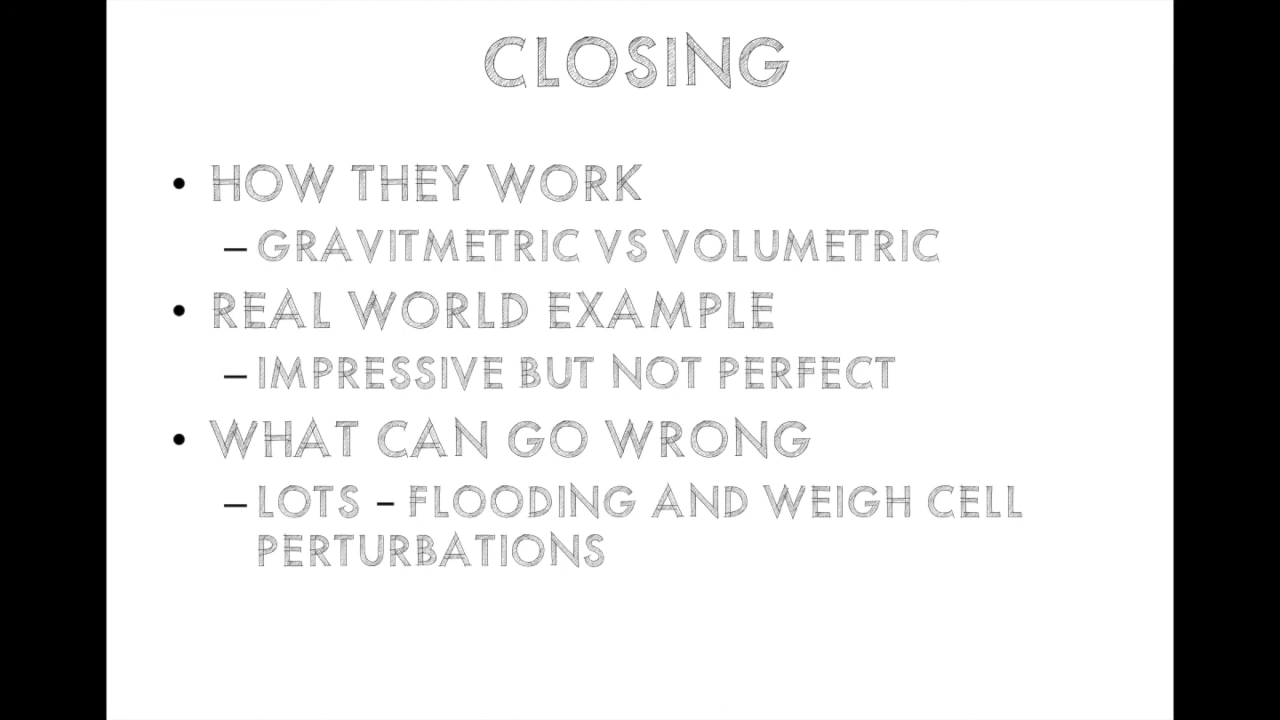 CLOSING
• HOW THEY WORK
– GRAVITMETRIC VS VOLUMETRIC
• REAL WORLD EXAMPLE
– IMPRESSIVE BUT NOT PERFECT
• WHAT CAN GO WRONG
– LOTS – FLOODING AND WEIGH CELL
PERTURBATIONS